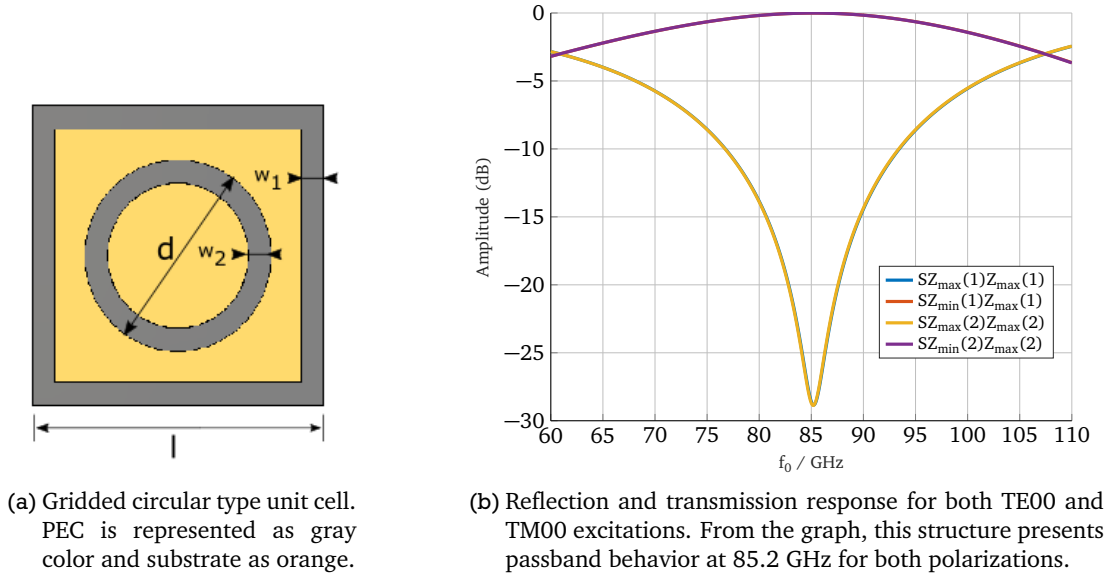 w1
w2
d
l
0
−5
−10
−15
−20
−25
−30
Amplitude (dB)
60 65 70 75 80 85 90 95 100 105 110
f0 / GHz
SZmax(1)Zmax(1)
SZmin(1)Zmax(1)
SZmax(2)Zmax(2)
SZmin(2)Zmax(2)
(a) Gridded circular type unit cell.
PEC is represented as gray
color and substrate as orange.
(b) Reflection and transmission response for both TE00 and
TM00 excitations. From the graph, this structure presents
passband behavior at 85.2 GHz for both polarizations.